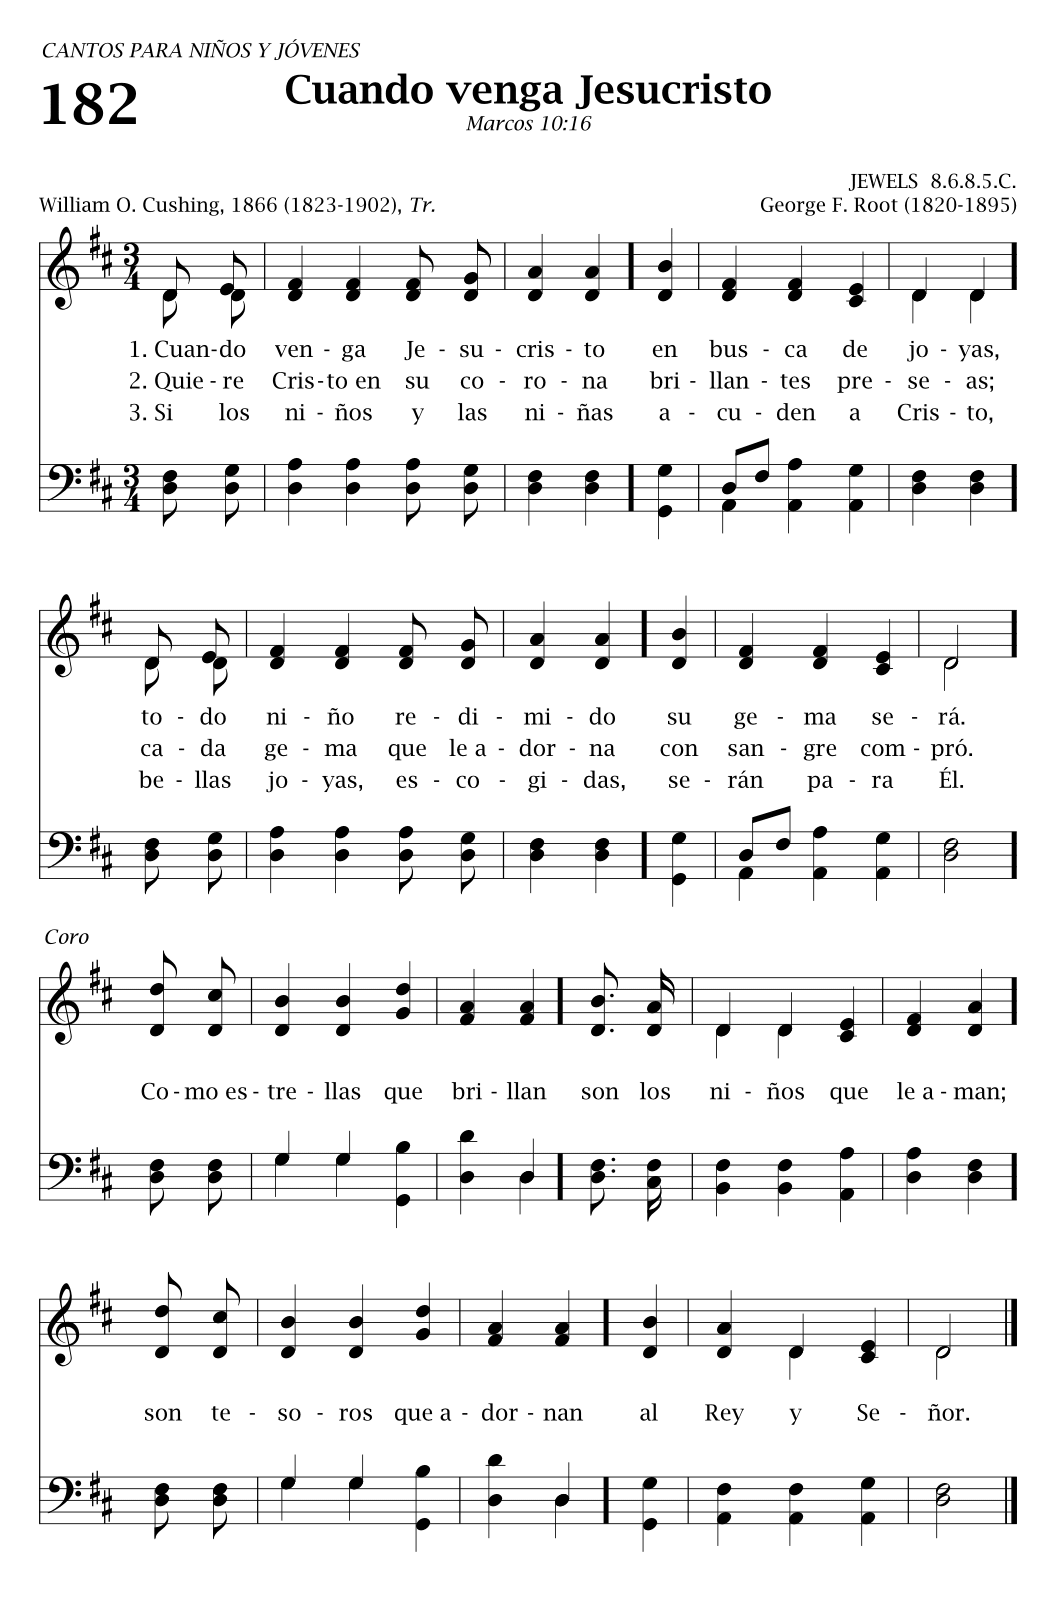 CANTOS PARA NIÑOS Y JÓVENES
182
Cuando venga Jesucristo
Marcos 10:16
JEWELS 8.6.8.5.C.
William O. Cushing, 1866 (1823-1902), Tr.
George F. Root (1820-1895)
3 4
1. Cuan-do ven - ga Je - su - cris - to en bus - ca de jo - yas,
2. Quie - re Cris - to en su co - ro - na bri - llan - tes pre - se - as;
3. Si los ni - ños y las ni - ñas a - cu - den a Cris - to,
3 4
to - do ni - ño re - di - mi - do su ge - ma se - rá.
ca - da ge - ma que le a - dor - na con san - gre com - pró.
be - llas jo - yas, es - co - gi - das, se - rán pa - ra Él.
Coro
Co - mo es - tre - llas que bri - llan son los ni - ños que le a - man;
son te - so - ros que a - dor - nan al Rey y Se - ñor.